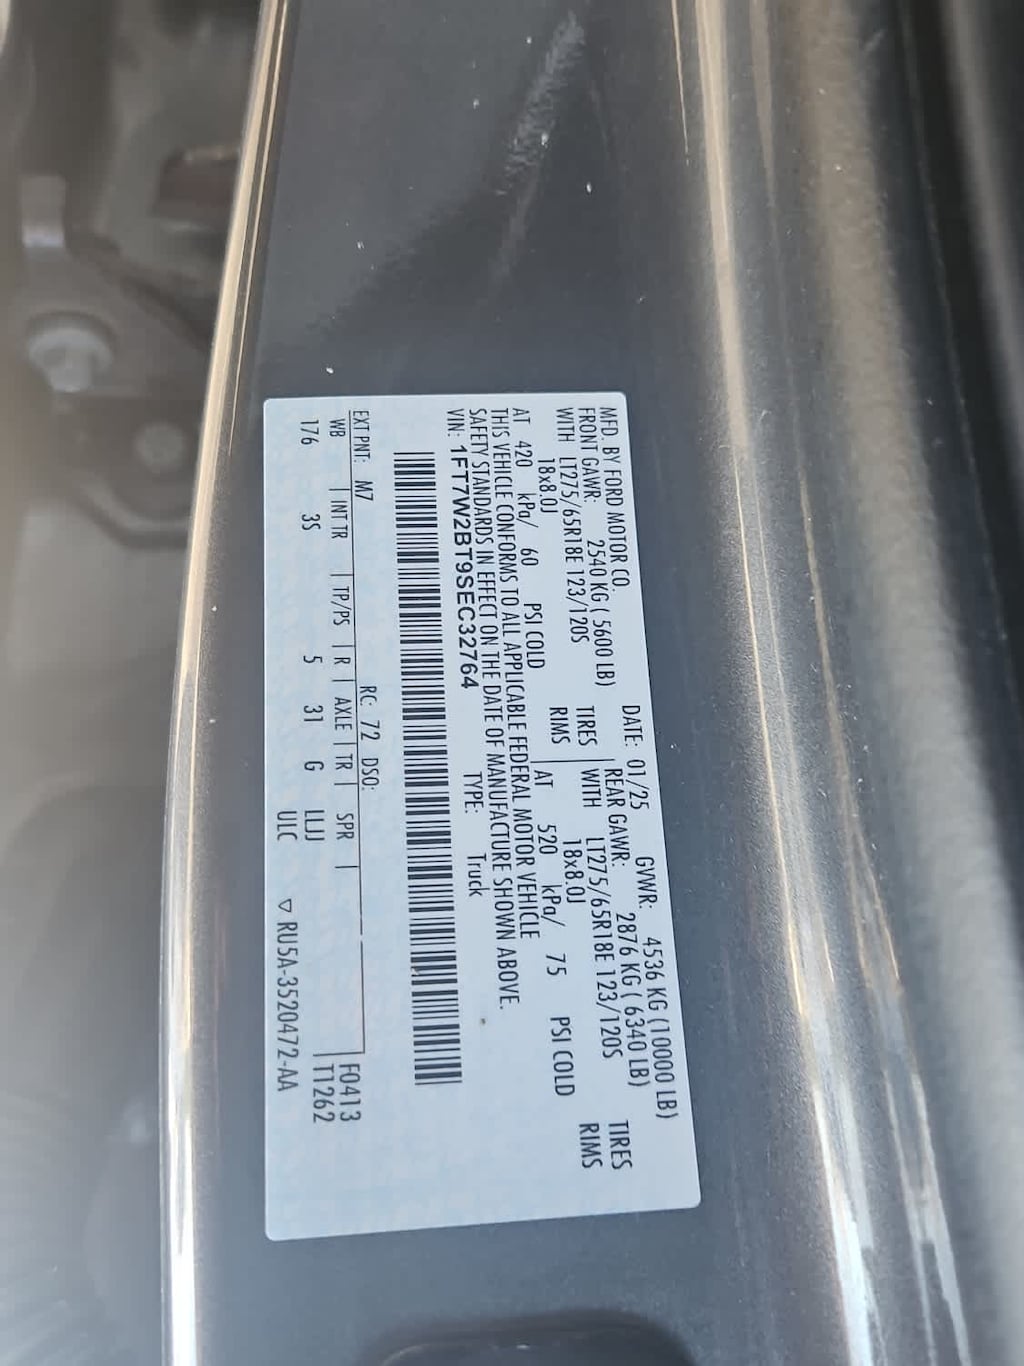 MFD. BY FORD MOTOR CO. DATE: 01/25 GVWR: 4536 KG (10000 LB)
FRONT GAWR: 2540 KG ( 5600 LB) REAR GAWR: 2876 KG ( 6340 LB)
WITH LT275/65R18E 123/120S TIRES WITH LT275/65R18E 123/120S TIRES
18x8.0J RIMS 18x8.0J RIMS
AT 420 kPa/ 60 PSI COLD AT 520 kPa/ 75 PSI COLD
THIS VEHICLE CONFORMS TO ALL APPLICABLE FEDERAL MOTOR VEHICLE
SAFETY STANDARDS IN EFFECT ON THE DATE OF MANUFACTURE SHOWN ABOVE.
VIN: 1FT7W2BT9SEC32764 TYPE: Truck
EXT PNT: M7 RC: 72 DSO:
WB INT TR TP/PS R AXLE TR SPR F0413
176 3S 5 31 G LLJJ T1262
ULC ▽ RU5A-3520472-AA